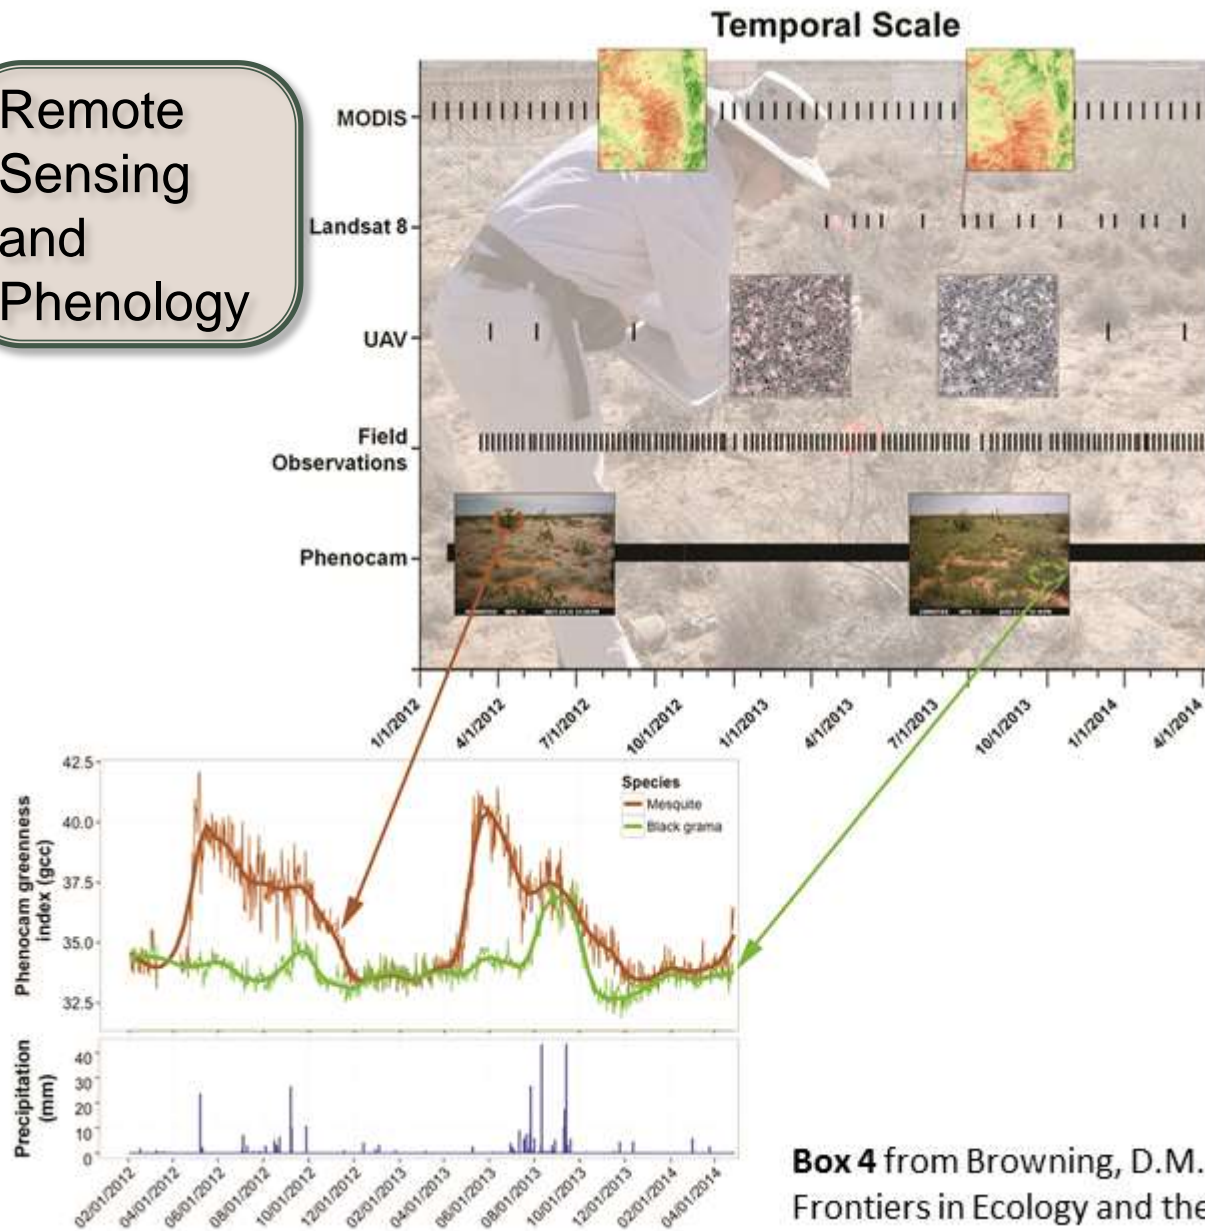 Temporal Scale
Remote
Sensing
and
Phenology
MODIS
Landsat 8
UAV
Field
Observations
Phenocam
1/1/2012
4/1/2012
7/1/2012
10/1/2012
1/1/2013
4/1/2013
7/1/2013
10/1/2013
1/1/2014
4/1/2014
Phenocam greenness
index (gcc)
42.5
40.0
37.5
35.0
32.5
Species
Mesquite
Black grama
Precipitation
(mm)
40
30
20
10
0
02/01/2012
04/01/2012
06/01/2012
08/01/2012
10/01/2012
12/01/2012
02/01/2013
04/01/2013
06/01/2013
08/01/2013
10/01/2013
12/01/2013
02/01/2014
04/01/2014
Box 4 from Browning, D.M.
Frontiers in Ecology and the